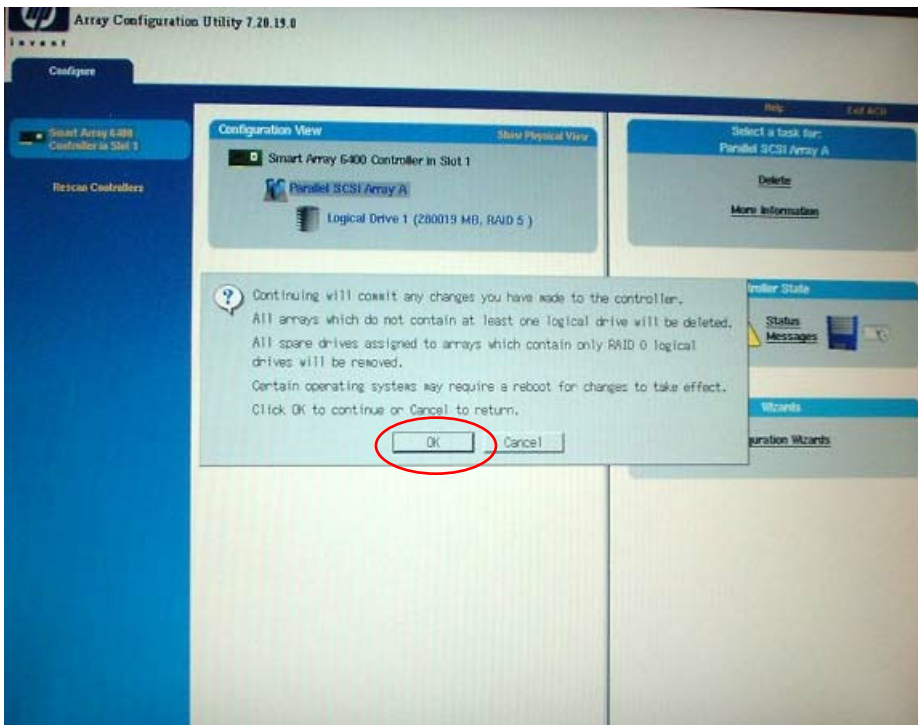 hp
invent
Array Configuration Utility 7.20.19.0
Configure
Help
Exit ACU
Smart Array 6400
Controller in Slot 1
Rescan Controllers
Configuration View
Show Physical View
Smart Array 6400 Controller in Slot 1
Parallel SCSI Array A
Logical Drive 1 (280019 MB, RAID 5 )
Select a task for:
Parallel SCSI Array A
Delete
More Information
Continuing will commit any changes you have made to the controller.
All arrays which do not contain at least one logical drive will be deleted.
All spare drives assigned to arrays which contain only RAID 0 logical
drives will be removed.
Certain operating systems may require a reboot for changes to take effect.
Click OK to continue or Cancel to return.
OK
Cancel
troller State
Status
Messages
Wizards
uration Wizards